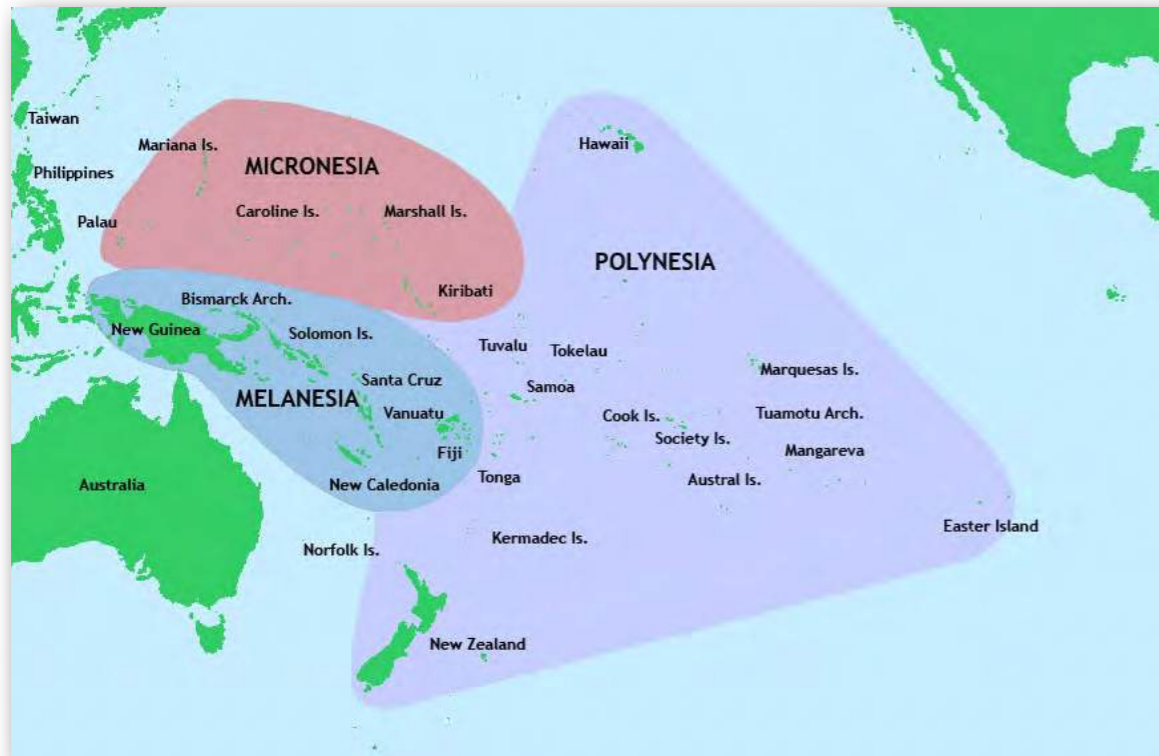 Taiwan
Hawaii
Mariana Is.
MICRONESIA
Philippines
Caroline Is.
Marshall Is.
Palau
POLYNESIA
Kiribati
Bismarck Arch.
New Guinea
Solomon Is.
Tuvalu
Tokelau
Marquesas Is.
Santa Cruz
Samoa
MELANESIA
Vanuatu
Cook Is.
Tuamotu Arch.
Society Is.
Fiji
Mangareva
Tonga
Austral Is.
Australia
New Caledonia
Easter Island
Kermadec Is.
Norfolk Is.
New Zealand